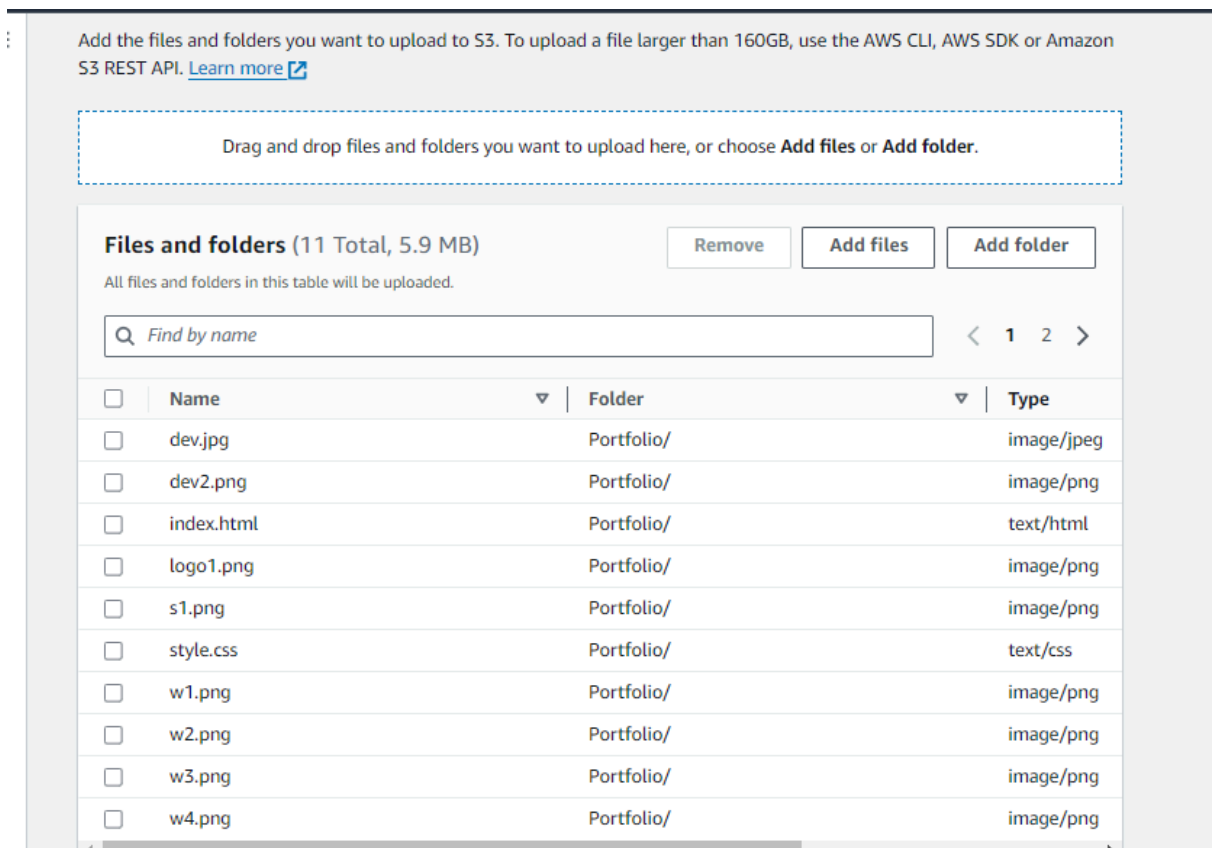 Add the files and folders you want to upload to S3. To upload a file larger than 160GB, use the AWS CLI, AWS SDK or Amazon
S3 REST API. Learn more
Drag and drop files and folders you want to upload here, or choose Add files or Add folder.
Files and folders (11 Total, 5.9 MB)
Remove
Add files
Add folder
All files and folders in this table will be uploaded.
Find by name
1 2
Name Folder Type
dev.jpg Portfolio/ image/jpeg
dev2.png Portfolio/ image/png
index.html Portfolio/ text/html
logo1.png Portfolio/ image/png
s1.png Portfolio/ image/png
style.css Portfolio/ text/css
w1.png Portfolio/ image/png
w2.png Portfolio/ image/png
w3.png Portfolio/ image/png
w4.png Portfolio/ image/png